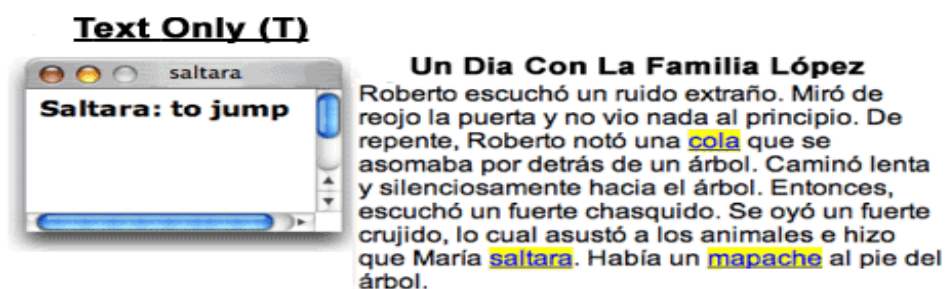 Text Only (T)
saltara
Saltara: to jump
Un Dia Con La Familia López
Roberto escuchó un ruido extraño. Miró de
reojo la puerta y no vio nada al principio. De
repente, Roberto notó una cola que se
asomaba por detrás de un árbol. Caminó lenta
y silenciosamente hacia el árbol. Entonces,
escuchó un fuerte chasquido. Se oyó un fuerte
crujido, lo cual asustó a los animales e hizo
que María saltara. Había un mapache al pie del
árbol.